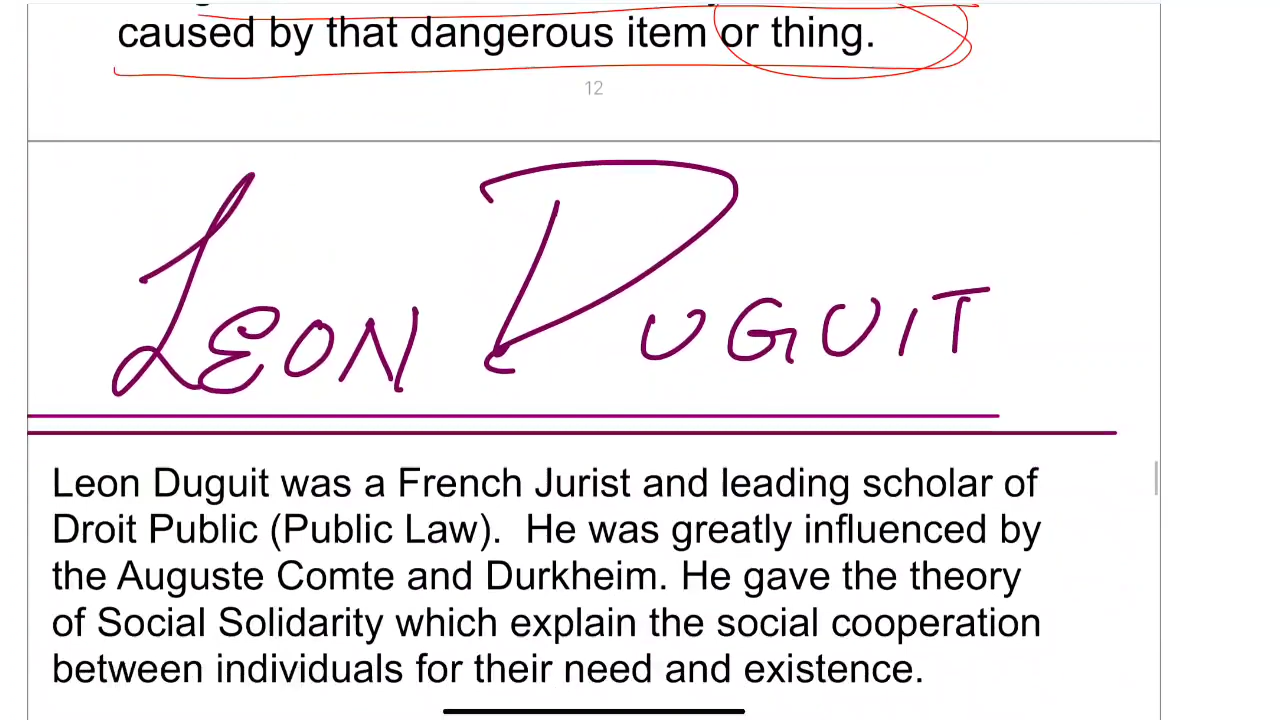 caused by that dangerous item or thing.
12
LEON DUGUIT
Leon Duguit was a French Jurist and leading scholar of
Droit Public (Public Law).  He was greatly influenced by
the Auguste Comte and Durkheim. He gave the theory
of Social Solidarity which explain the social cooperation
between individuals for their need and existence.